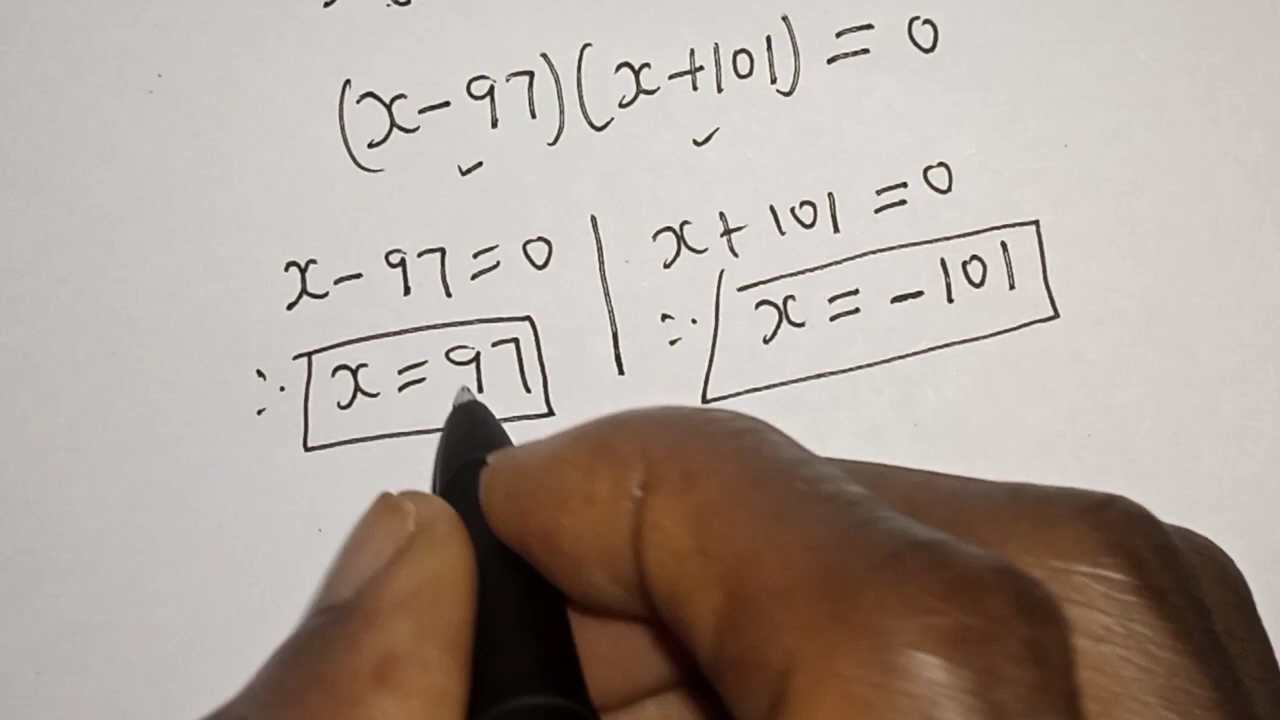 (x-97)(x+101) = 0
x-97=0 | x+101=0
∴ x=97 | ∴ x=-101